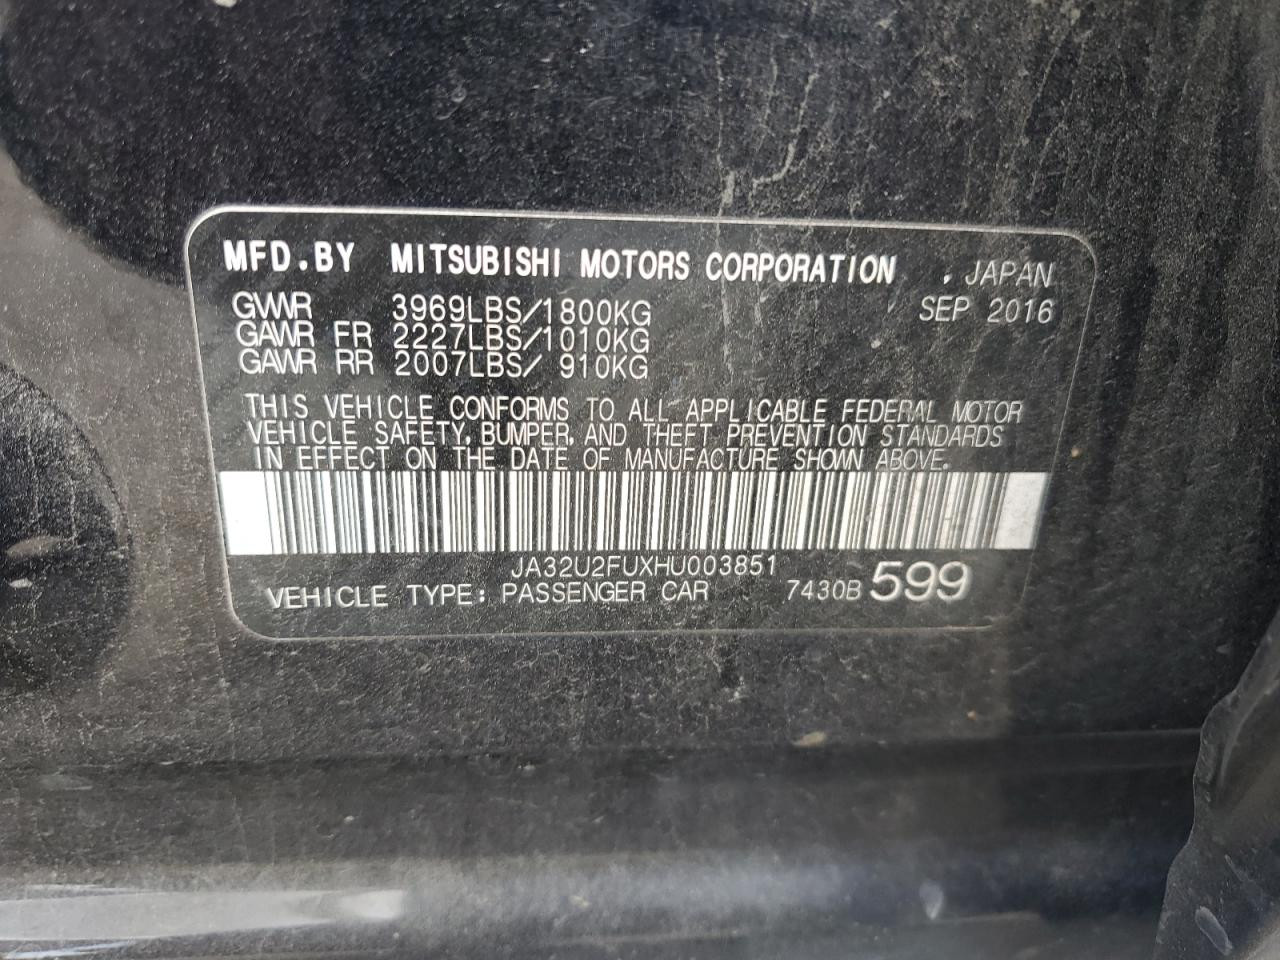 MFD.BY MITSUBISHI MOTORS CORPORATION , JAPAN
GVWR 3969LBS/1800KG SEP 2016
GAWR FR 2227LBS/1010KG
GAWR RR 2007LBS/ 910KG
THIS VEHICLE CONFORMS TO ALL APPLICABLE FEDERAL MOTOR
VEHICLE SAFETY, BUMPER, AND THEFT PREVENTION STANDARDS
IN EFFECT ON THE DATE OF MANUFACTURE SHOWN ABOVE.
JA32U2FUXHU003851
VEHICLE TYPE: PASSENGER CAR 7430B 599